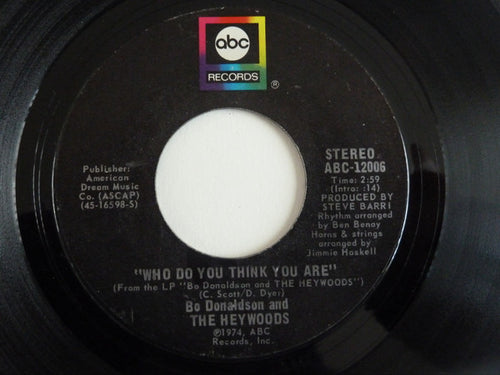 abc
RECORDS
®
Publisher:
American
Dream Music
Co. (ASCAP)
(45-16598-S)
STEREO
ABC-12006
Time: 2:59
(Intro: :14)
PRODUCED BY
STEVE BARRI
Rhythm arranged
by Ben Benay
Horns & strings
arranged by
Jimmie Haskell
"WHO DO YOU THINK YOU ARE"
(From the LP "Bo Donaldson and THE HEYWOODS")
(C. Scott/D. Dyer)
Bo Donaldson and
THE HEYWOODS
℗1974, ABC
Records, Inc.